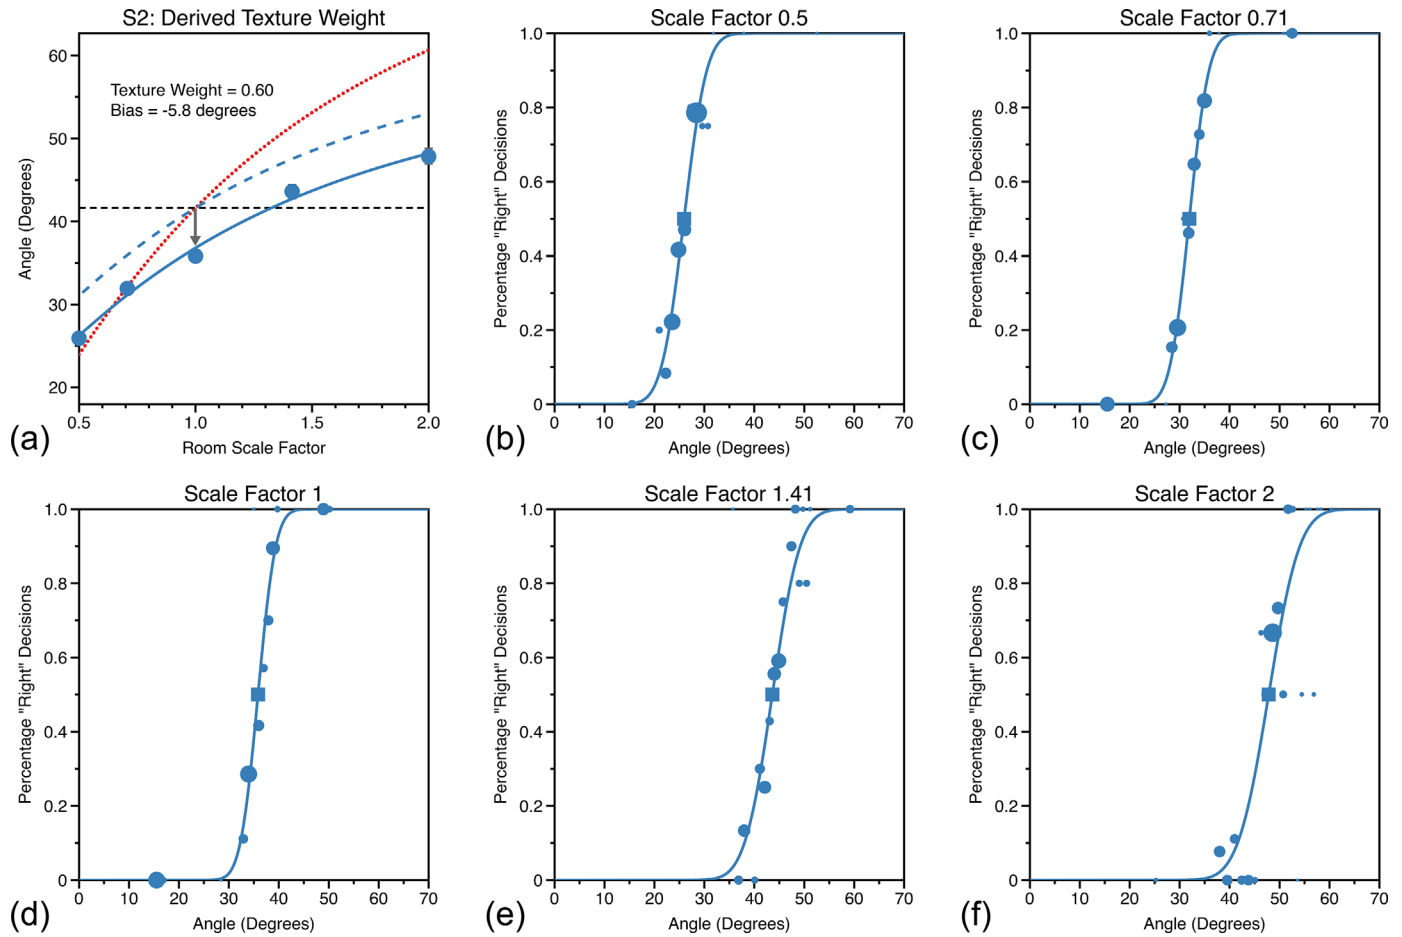 S2: Derived Texture Weight
Texture Weight = 0.60
Bias = -5.8 degrees
Angle (Degrees)
60
50
40
30
20
0.5 1.0 1.5 2.0
Room Scale Factor
(a)
Scale Factor 0.5
Percentage "Right" Decisions
1.0
0.8
0.6
0.4
0.2
0
0 10 20 30 40 50 60 70
Angle (Degrees)
(b)
Scale Factor 0.71
Percentage "Right" Decisions
1.0
0.8
0.6
0.4
0.2
0
0 10 20 30 40 50 60 70
Angle (Degrees)
(c)
Scale Factor 1
Percentage "Right" Decisions
1.0
0.8
0.6
0.4
0.2
0
0 10 20 30 40 50 60 70
Angle (Degrees)
(d)
Scale Factor 1.41
Percentage "Right" Decisions
1.0
0.8
0.6
0.4
0.2
0
0 10 20 30 40 50 60 70
Angle (Degrees)
(e)
Scale Factor 2
Percentage "Right" Decisions
1.0
0.8
0.6
0.4
0.2
0
0 10 20 30 40 50 60 70
Angle (Degrees)
(f)